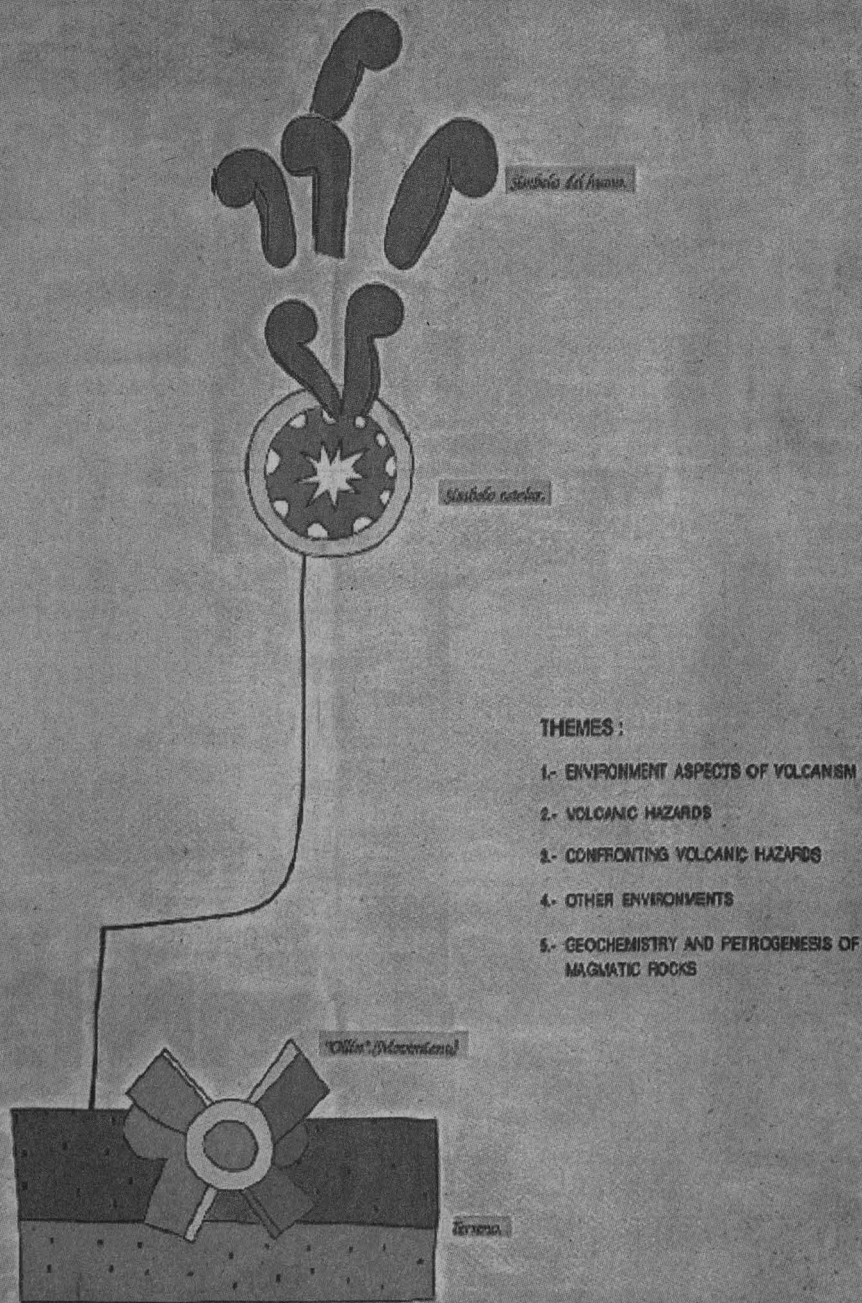 Símbolo del humo.
Símbolo estelar.
THEMES :
1.- ENVIRONMENT ASPECTS OF VOLCANISM
2.- VOLCANIC HAZARDS
3.- CONFRONTING VOLCANIC HAZARDS
4.- OTHER ENVIRONMENTS
5.- GEOCHEMISTRY AND PETROGENESIS OF
MAGMATIC ROCKS
"Ollin".(Movimiento)
Terreno.